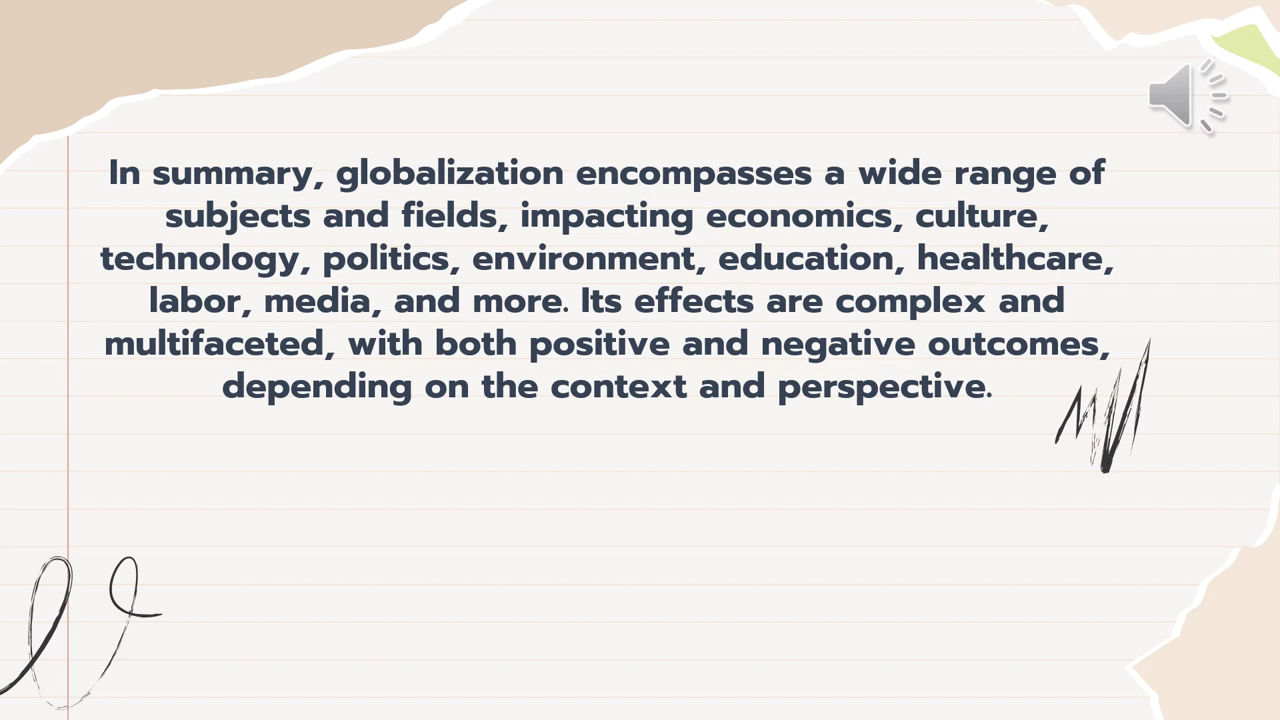 In summary, globalization encompasses a wide range of
subjects and fields, impacting economics, culture,
technology, politics, environment, education, healthcare,
labor, media, and more. Its effects are complex and
multifaceted, with both positive and negative outcomes,
depending on the context and perspective.